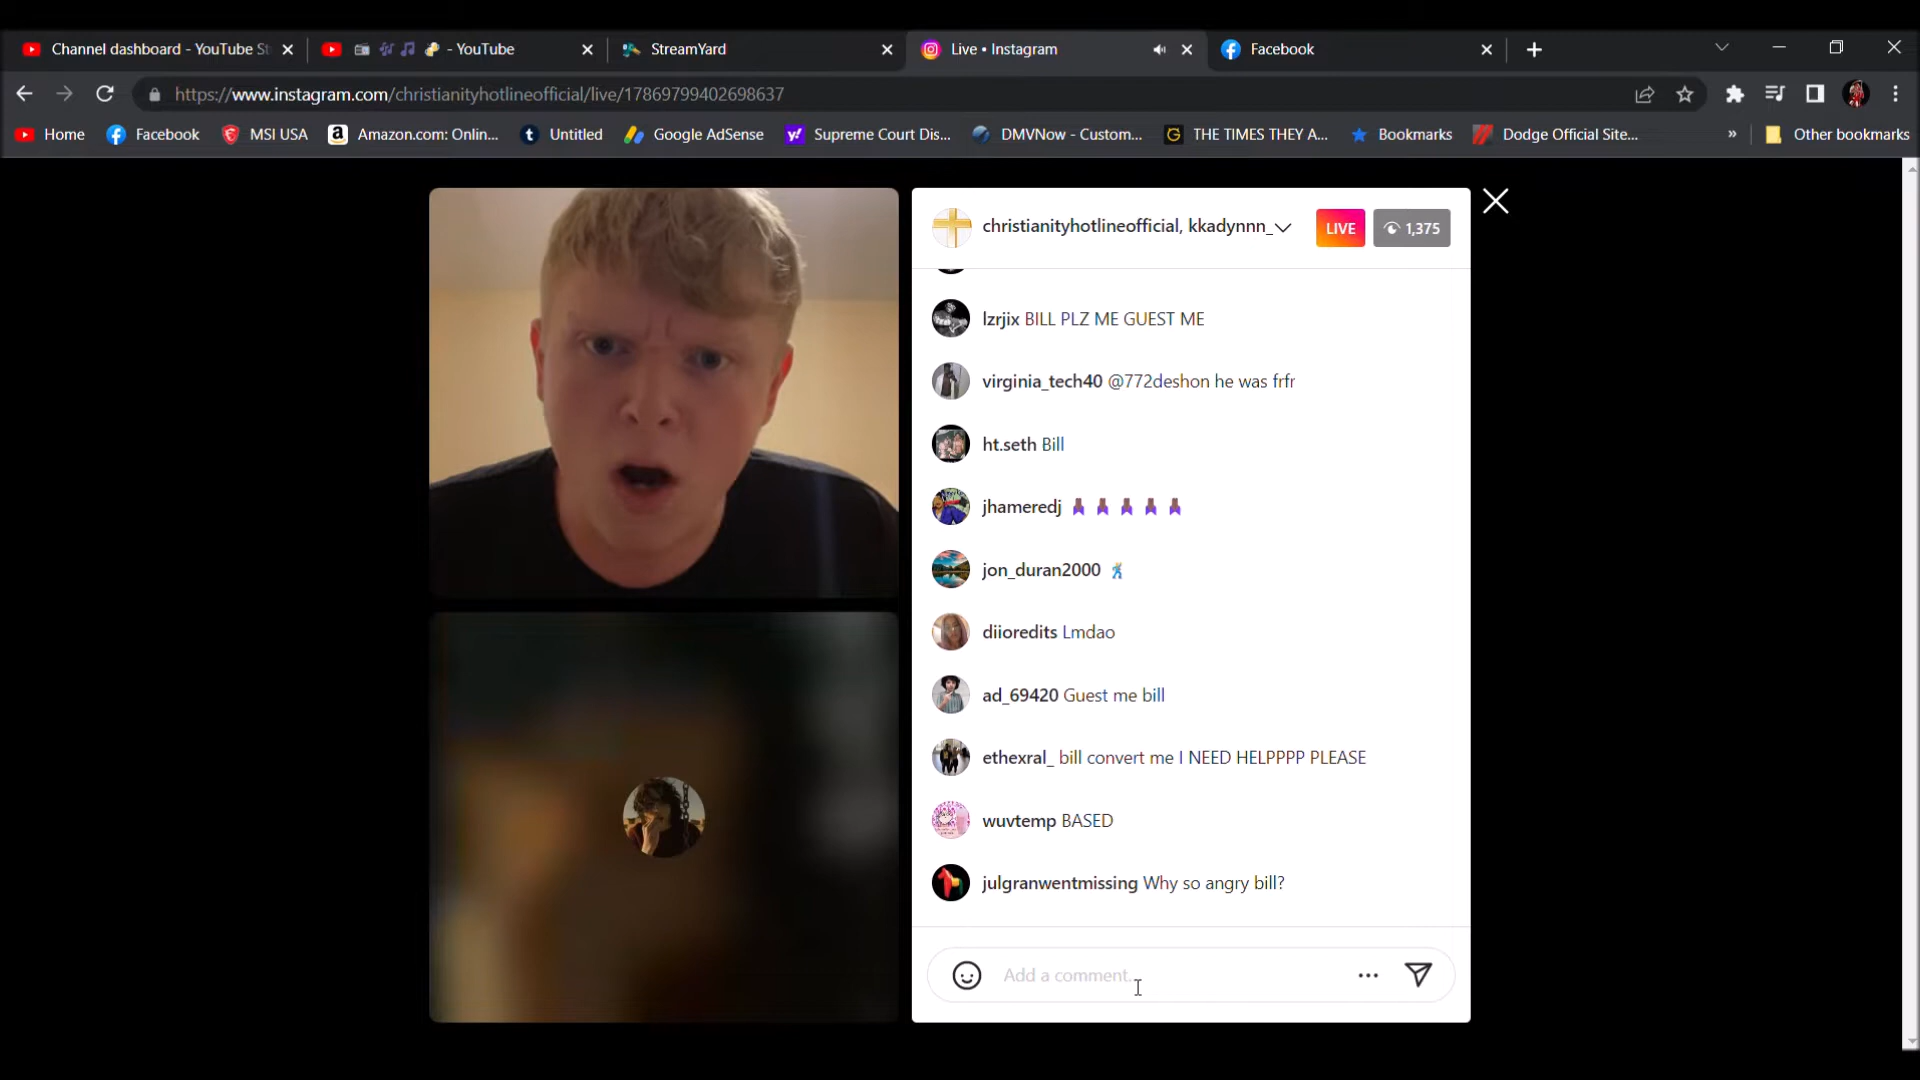 Channel dashboard - YouTube St
- YouTube
StreamYard
Live • Instagram
Facebook
https://www.instagram.com/christianityhotlineofficial/live/17869799402698637
Home
Facebook
MSI USA
Amazon.com: Onlin...
Untitled
Google AdSense
Supreme Court Dis...
DMVNow - Custom...
THE TIMES THEY A...
Bookmarks
Dodge Official Site...
»
Other bookmarks
christianityhotlineofficial, kkadynnn_
LIVE
1,375
lzrjix BILL PLZ ME GUEST ME
virginia_tech40 @772deshon he was frfr
ht.seth Bill
jhameredj
jon_duran2000
diioredits Lmdao
ad_69420 Guest me bill
ethexral_ bill convert me I NEED HELPPPP PLEASE
wuvtemp BASED
julgranwentmissing Why so angry bill?
Add a comment...